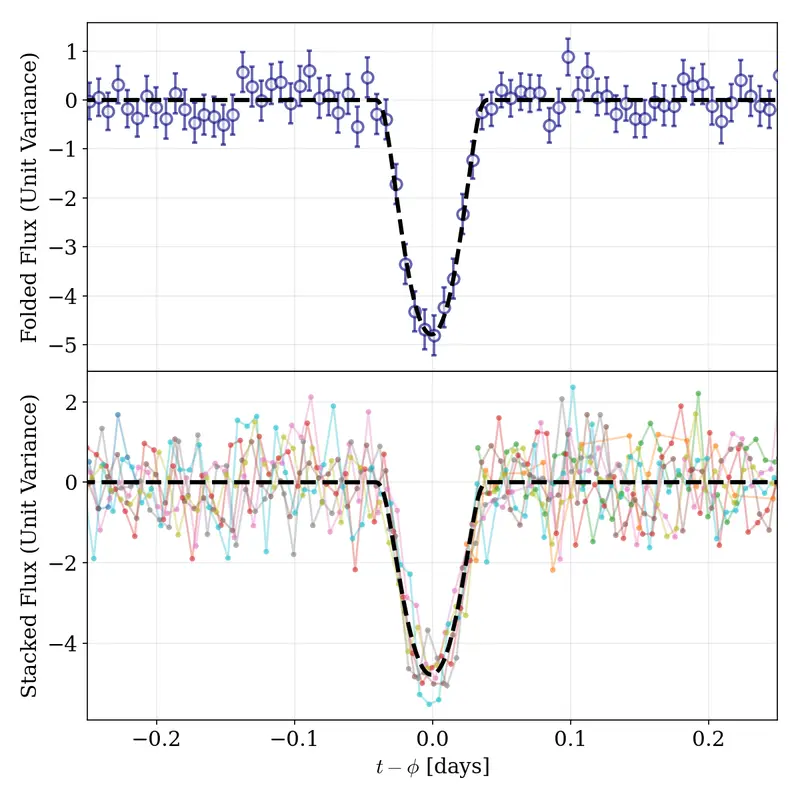 Folded Flux (Unit Variance)
1
0
−1
−2
−3
−4
−5
Stacked Flux (Unit Variance)
2
0
−2
−4
−0.2 −0.1 0.0 0.1 0.2
t − ϕ [days]